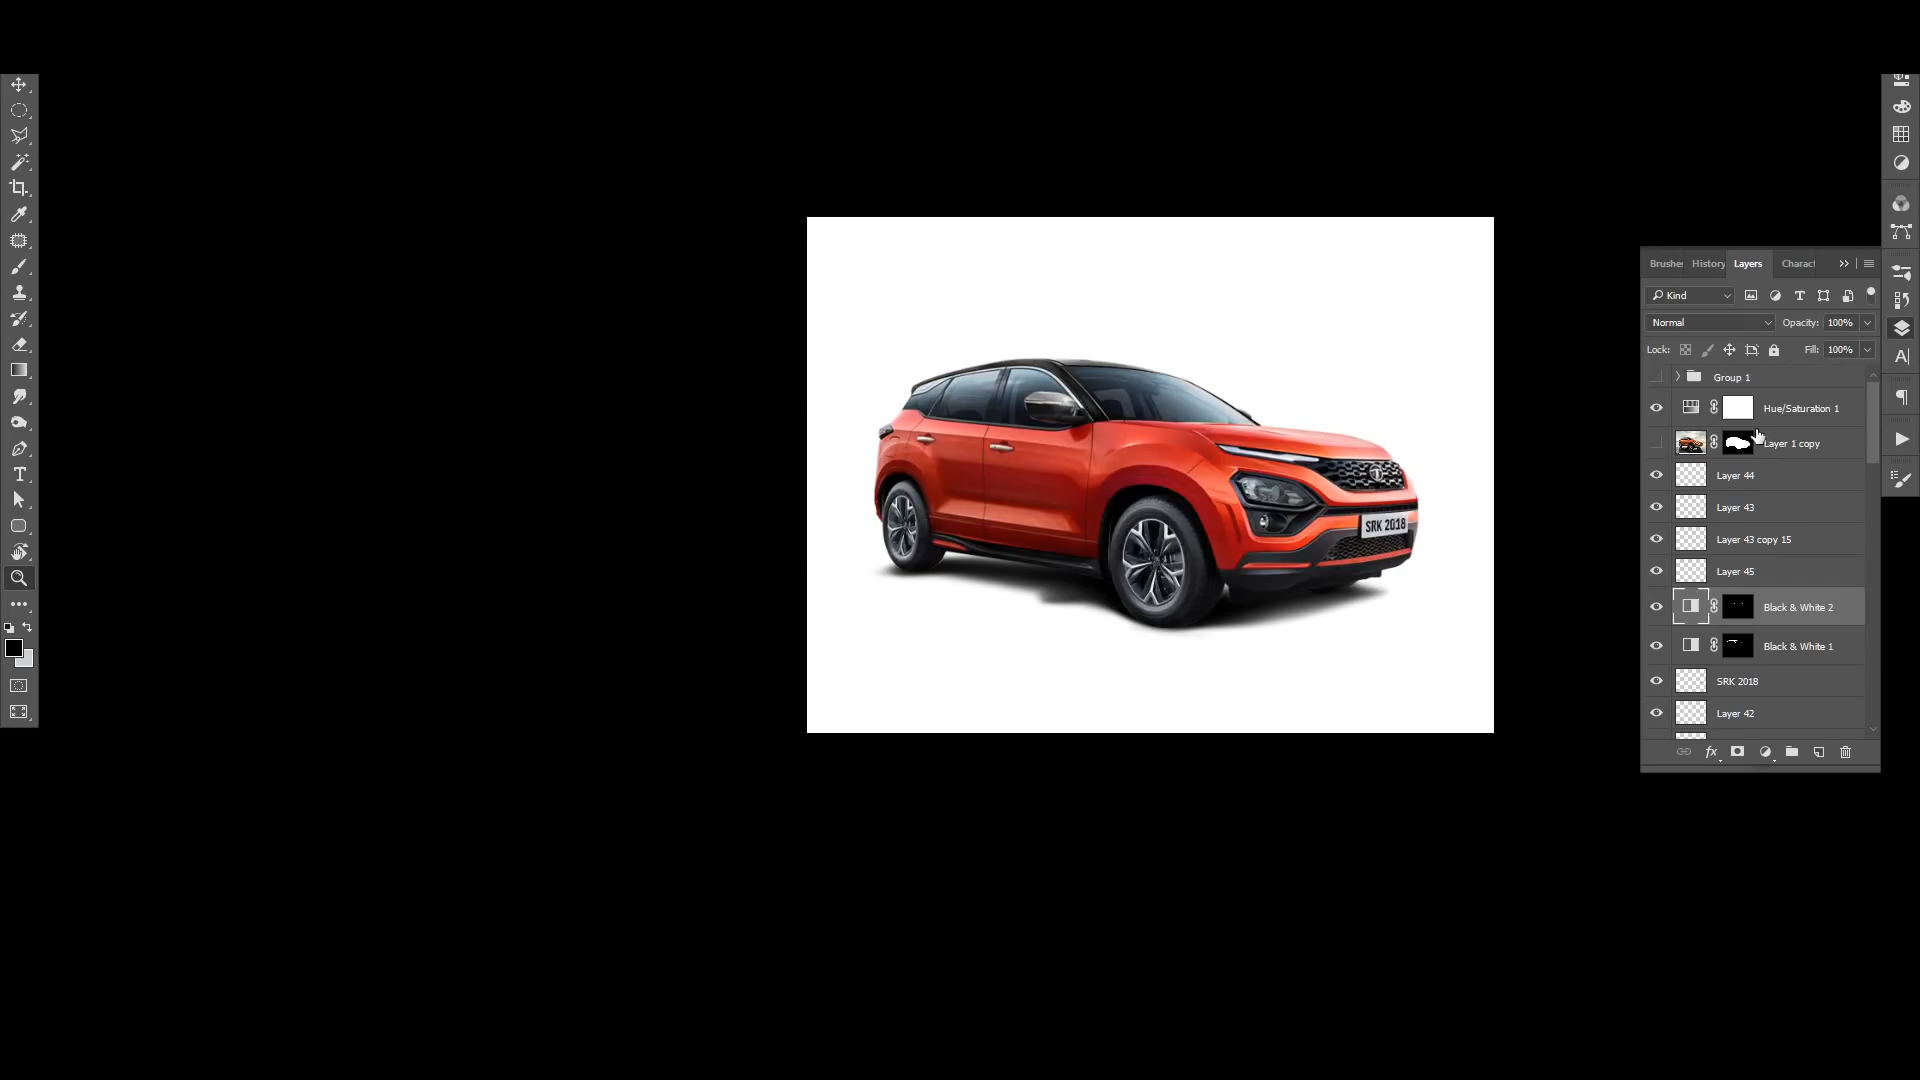 Brushes History Layers Charact
Kind
Normal Opacity: 100%
Lock: Fill: 100%
Group 1
Hue/Saturation 1
Layer 1 copy
Layer 44
Layer 43
Layer 43 copy 15
Layer 45
Black & White 2
Black & White 1
SRK 2018
Layer 42
fx
T
SRK 2018